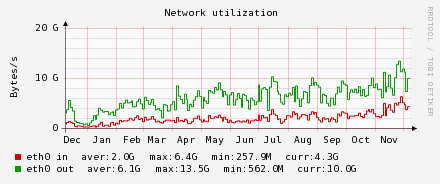 Network utilization
RRDTOOL / TOBI OETIKER
Bytes/s
20 G
10 G
0
Dec Jan Feb Mar Apr May Jun Jul Aug Sep Oct Nov
eth0 in aver:2.0G max:6.4G min:257.9M curr:4.3G
eth0 out aver:6.1G max:13.5G min:562.0M curr:10.0G